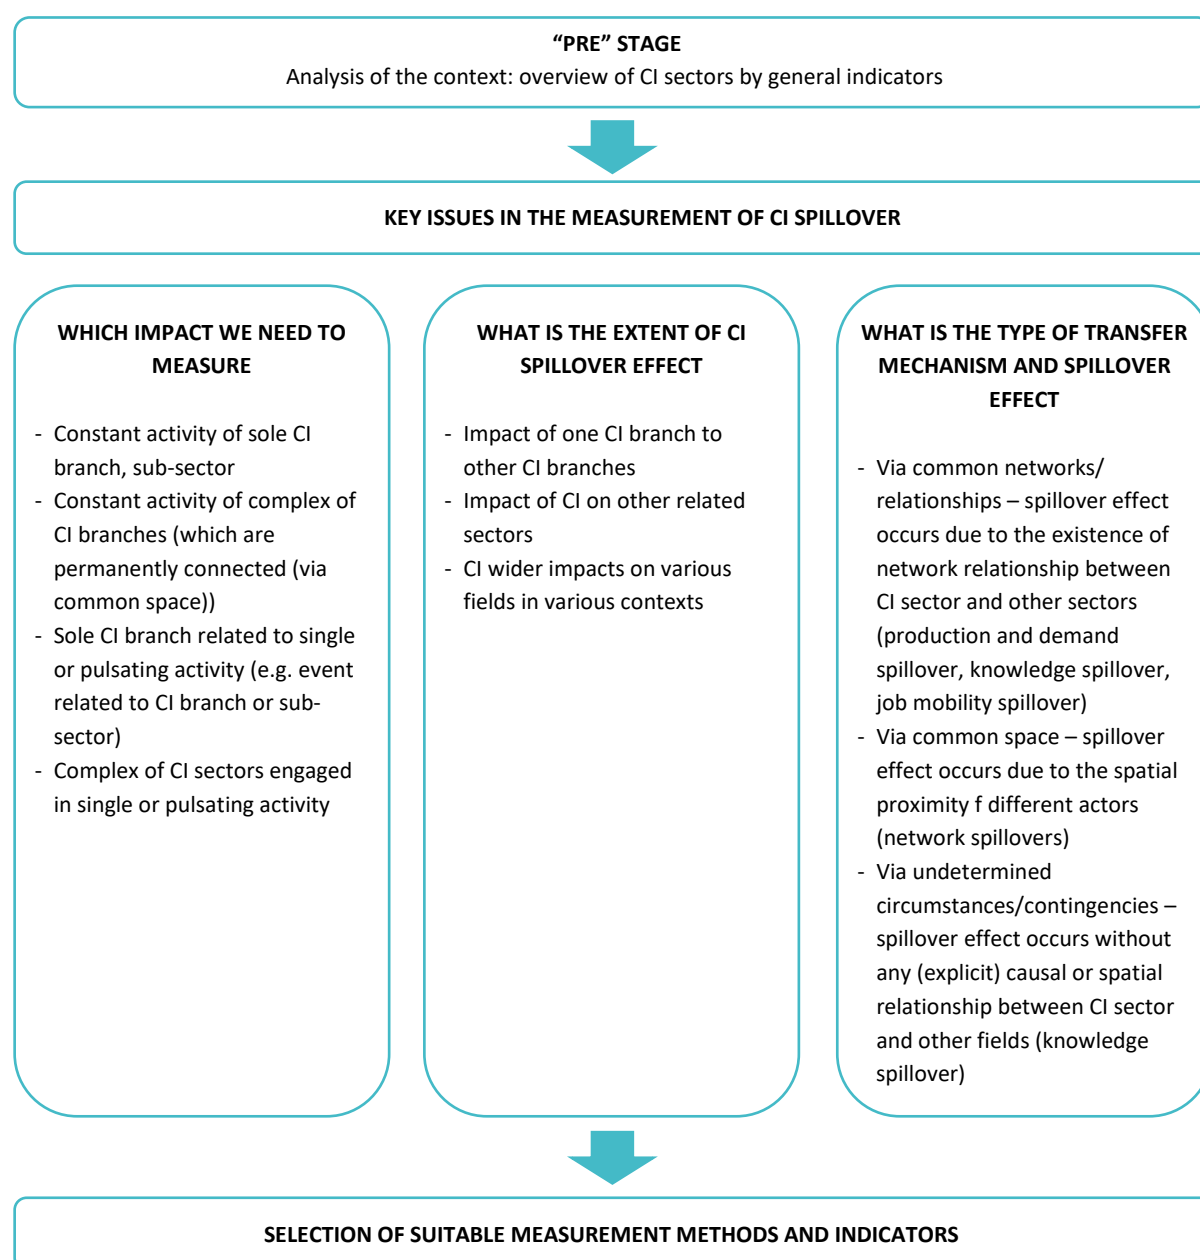 “PRE” STAGE
Analysis of the context: overview of CI sectors by general indicators
KEY ISSUES IN THE MEASUREMENT OF CI SPILLOVER
WHICH IMPACT WE NEED TO
MEASURE
- Constant activity of sole CI
branch, sub-sector
- Constant activity of complex of
CI branches (which are
permanently connected (via
common space))
- Sole CI branch related to single
or pulsating activity (e.g. event
related to CI branch or sub-
sector)
- Complex of CI sectors engaged
in single or pulsating activity
WHAT IS THE EXTENT OF CI
SPILLOVER EFFECT
- Impact of one CI branch to
other CI branches
- Impact of CI on other related
sectors
- CI wider impacts on various
fields in various contexts
WHAT IS THE TYPE OF TRANSFER
MECHANISM AND SPILLOVER
EFFECT
- Via common networks/
relationships – spillover effect
occurs due to the existence of
network relationship between
CI sector and other sectors
(production and demand
spillover, knowledge spillover,
job mobility spillover)
- Via common space – spillover
effect occurs due to the spatial
proximity f different actors
(network spillovers)
- Via undetermined
circumstances/contingencies –
spillover effect occurs without
any (explicit) causal or spatial
relationship between CI sector
and other fields (knowledge
spillover)
SELECTION OF SUITABLE MEASUREMENT METHODS AND INDICATORS